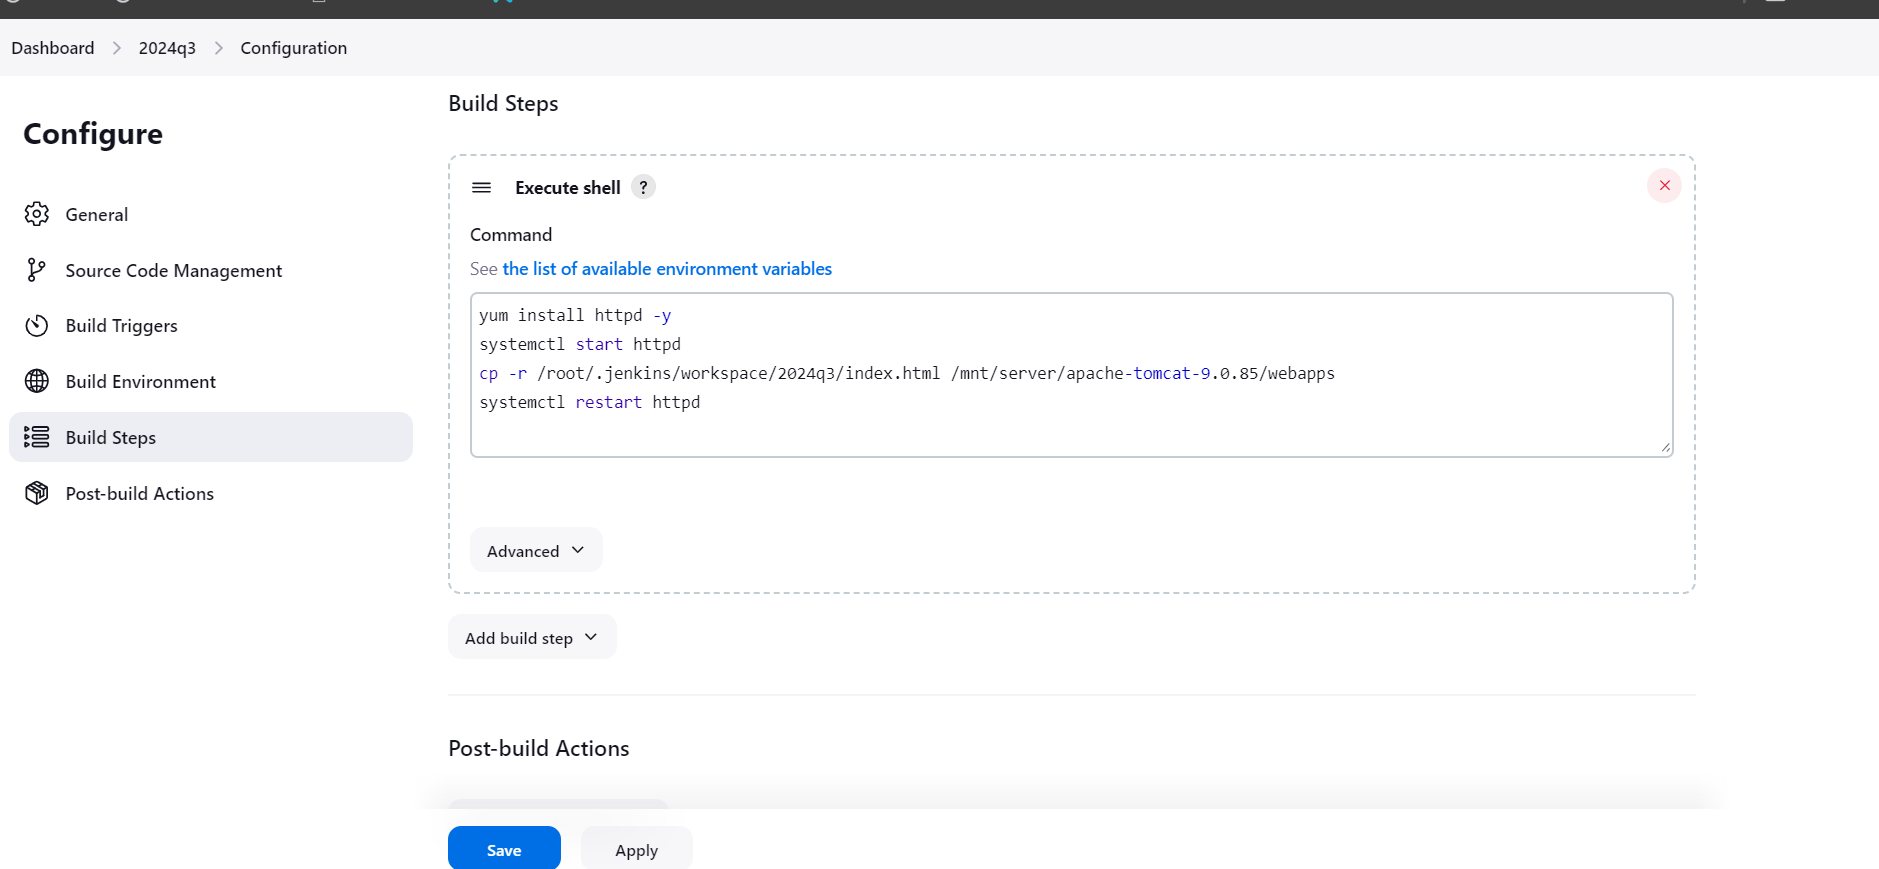 Dashboard > 2024q3 > Configuration
Configure
General
Source Code Management
Build Triggers
Build Environment
Build Steps
Post-build Actions
Build Steps
Execute shell ?
Command
See the list of available environment variables
yum install httpd -y
systemctl start httpd
cp -r /root/.jenkins/workspace/2024q3/index.html /mnt/server/apache-tomcat-9.0.85/webapps
systemctl restart httpd
Advanced
Add build step
Post-build Actions
Save
Apply